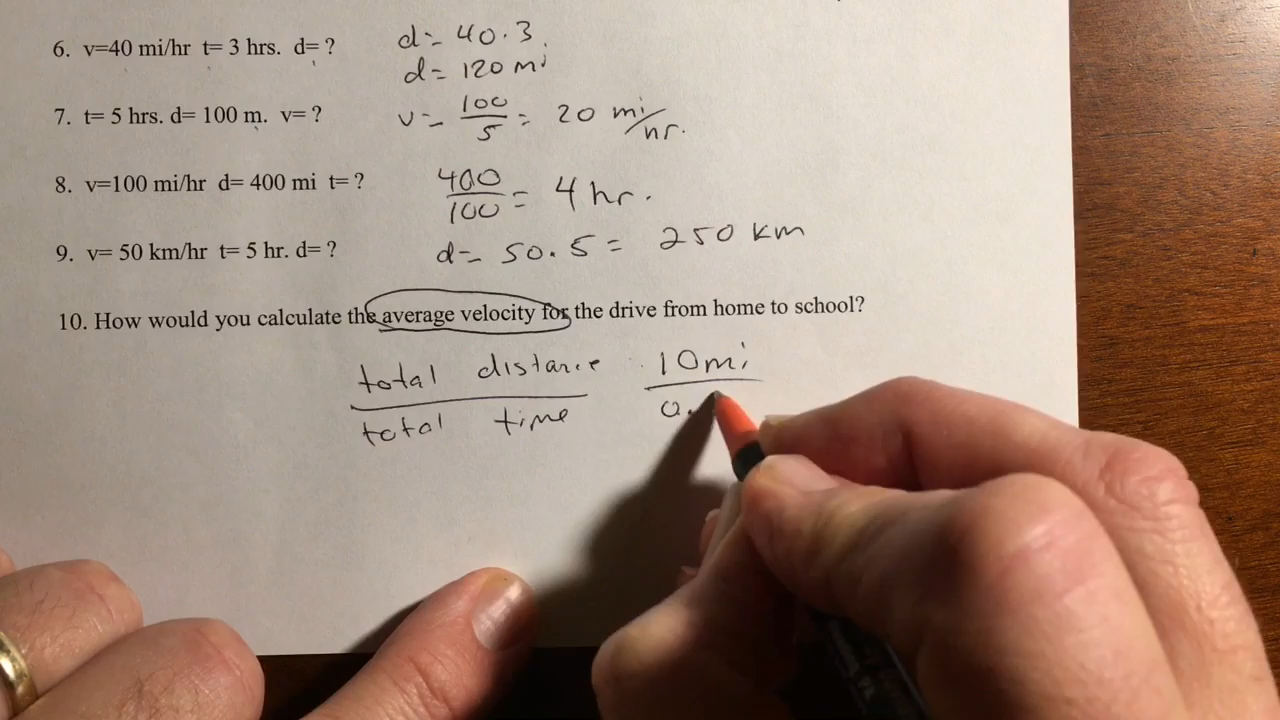 6. v=40 mi/hr t= 3 hrs. d= ? d= 40.3
d= 120 mi
7. t= 5 hrs. d= 100 m. v= ? v= 100/5 = 20 mi/hr.
8. v=100 mi/hr d= 400 mi t= ? 400/100 = 4 hr.
9. v= 50 km/hr t= 5 hr. d= ? d= 50.5 = 250 km
10. How would you calculate the average velocity for the drive from home to school?
total distance 10mi
total time 0.